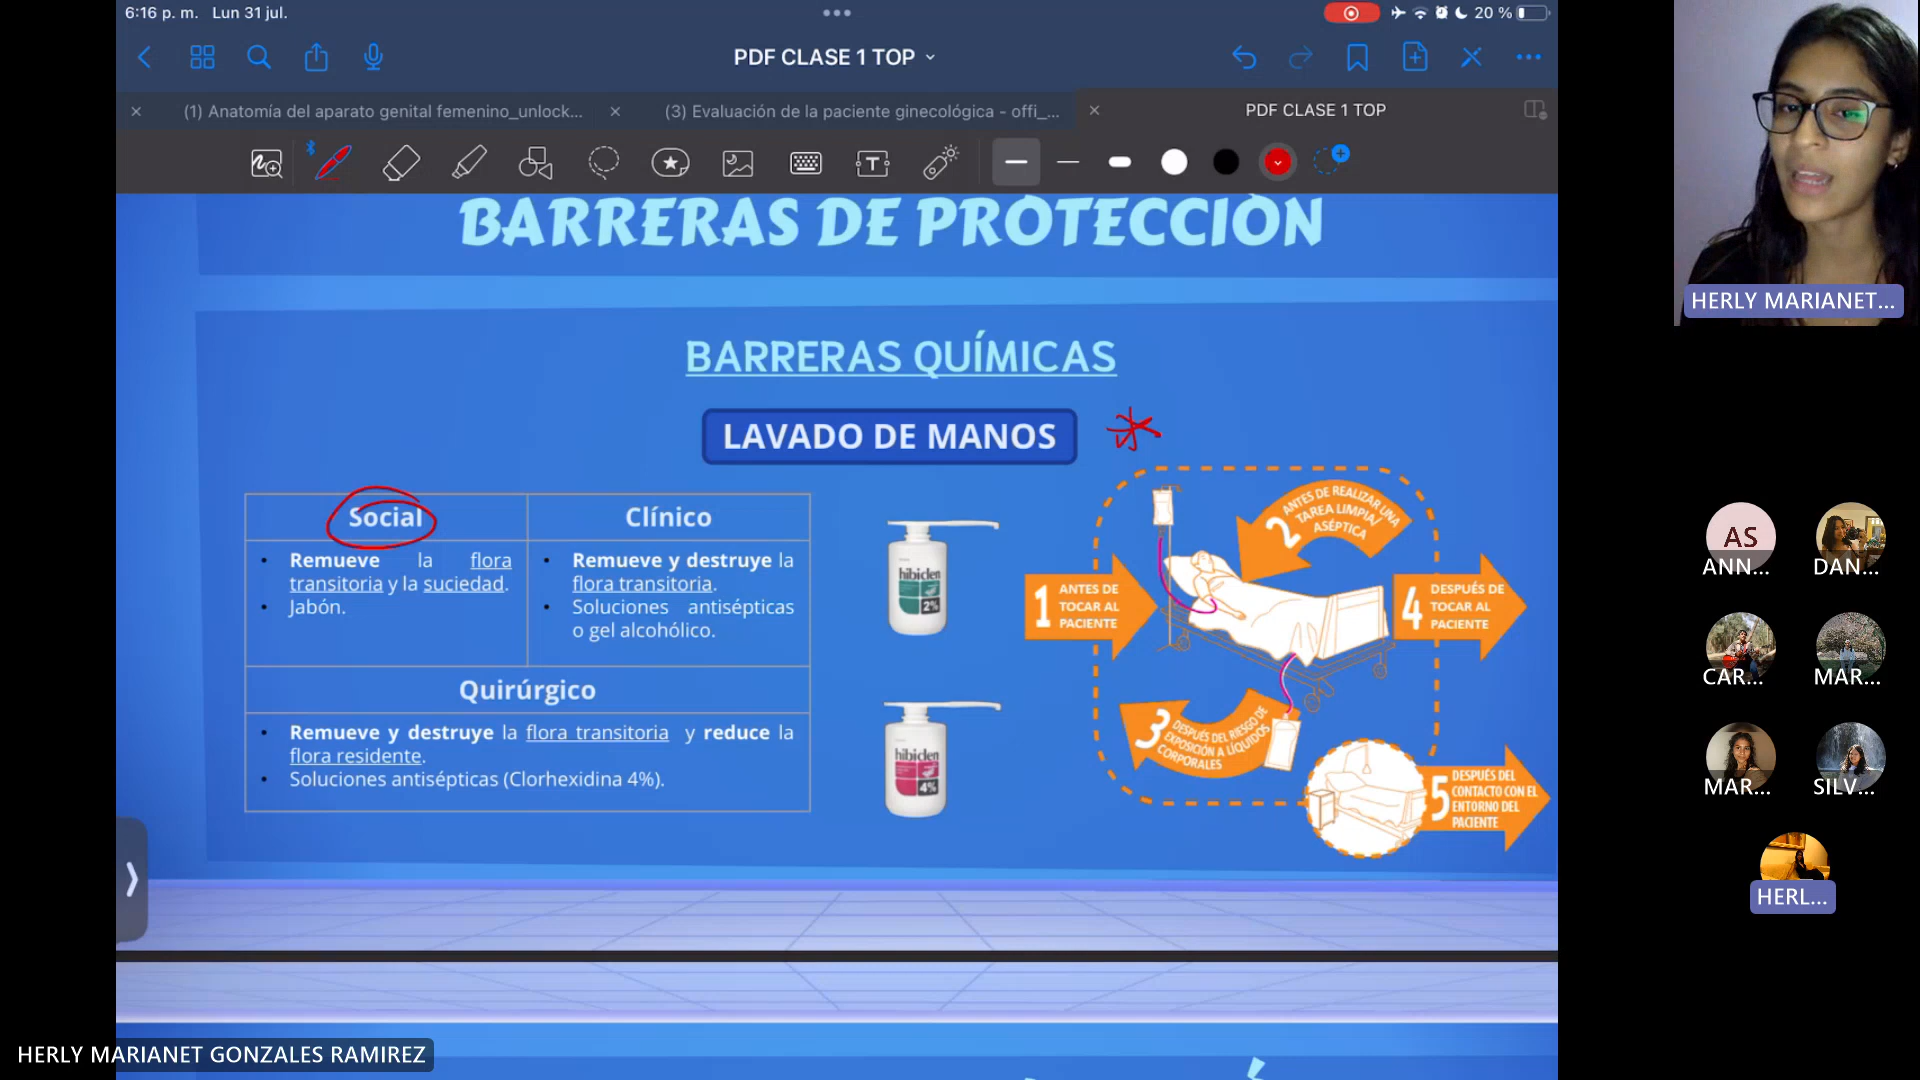 6:16 p. m. Lun 31 jul.
20 %
PDF CLASE 1 TOP
(1) Anatomía del aparato genital femenino_unlock...
(3) Evaluación de la paciente ginecológica - offi_...
PDF CLASE 1 TOP
BARRERAS DE PROTECCIÓN
BARRERAS QUÍMICAS
LAVADO DE MANOS
Social
Clínico
• Remueve la flora
transitoria y la suciedad.
• Jabón.
• Remueve y destruye la
flora transitoria.
• Soluciones antisépticas
o gel alcohólico.
Quirúrgico
• Remueve y destruye la flora transitoria y reduce la
flora residente.
• Soluciones antisépticas (Clorhexidina 4%).
hibiclen
2%
hibiclen
4%
1 ANTES DE
TOCAR AL
PACIENTE
2 ANTES DE REALIZAR UNA
TAREA LIMPIA/
ASÉPTICA
3 DESPUÉS DEL RIESGO DE
EXPOSICIÓN A LÍQUIDOS
CORPORALES
4 DESPUÉS DE
TOCAR AL
PACIENTE
5 DESPUÉS DEL
CONTACTO CON EL
ENTORNO DEL
PACIENTE
HERLY MARIANET...
AS
ANN...
DAN...
CAR...
MAR...
MAR...
SILV...
HERL...
HERLY MARIANET GONZALES RAMIREZ